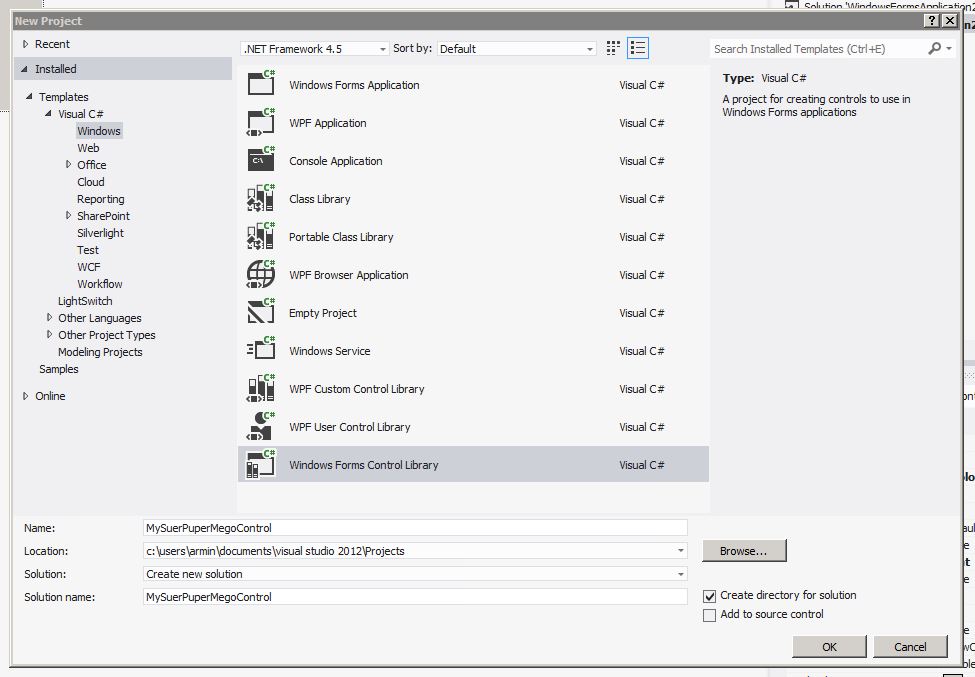 Solution 'WindowsFormsApplication2
New Project
Recent
.NET Framework 4.5
Sort by:
Default
Search Installed Templates (Ctrl+E)
Installed
Templates
Visual C#
Windows
Web
Office
Cloud
Reporting
SharePoint
Silverlight
Test
WCF
Workflow
LightSwitch
Other Languages
Other Project Types
Modeling Projects
Samples
Online
Windows Forms Application Visual C#
WPF Application Visual C#
Console Application Visual C#
Class Library Visual C#
Portable Class Library Visual C#
WPF Browser Application Visual C#
Empty Project Visual C#
Windows Service Visual C#
WPF Custom Control Library Visual C#
WPF User Control Library Visual C#
Windows Forms Control Library Visual C#
Type: Visual C#
A project for creating controls to use in
Windows Forms applications
Name: MySuerPuperMegoControl
Location: c:\users\armin\documents\visual studio 2012\Projects
Browse...
Solution: Create new solution
Solution name: MySuerPuperMegoControl
Create directory for solution
Add to source control
OK
Cancel